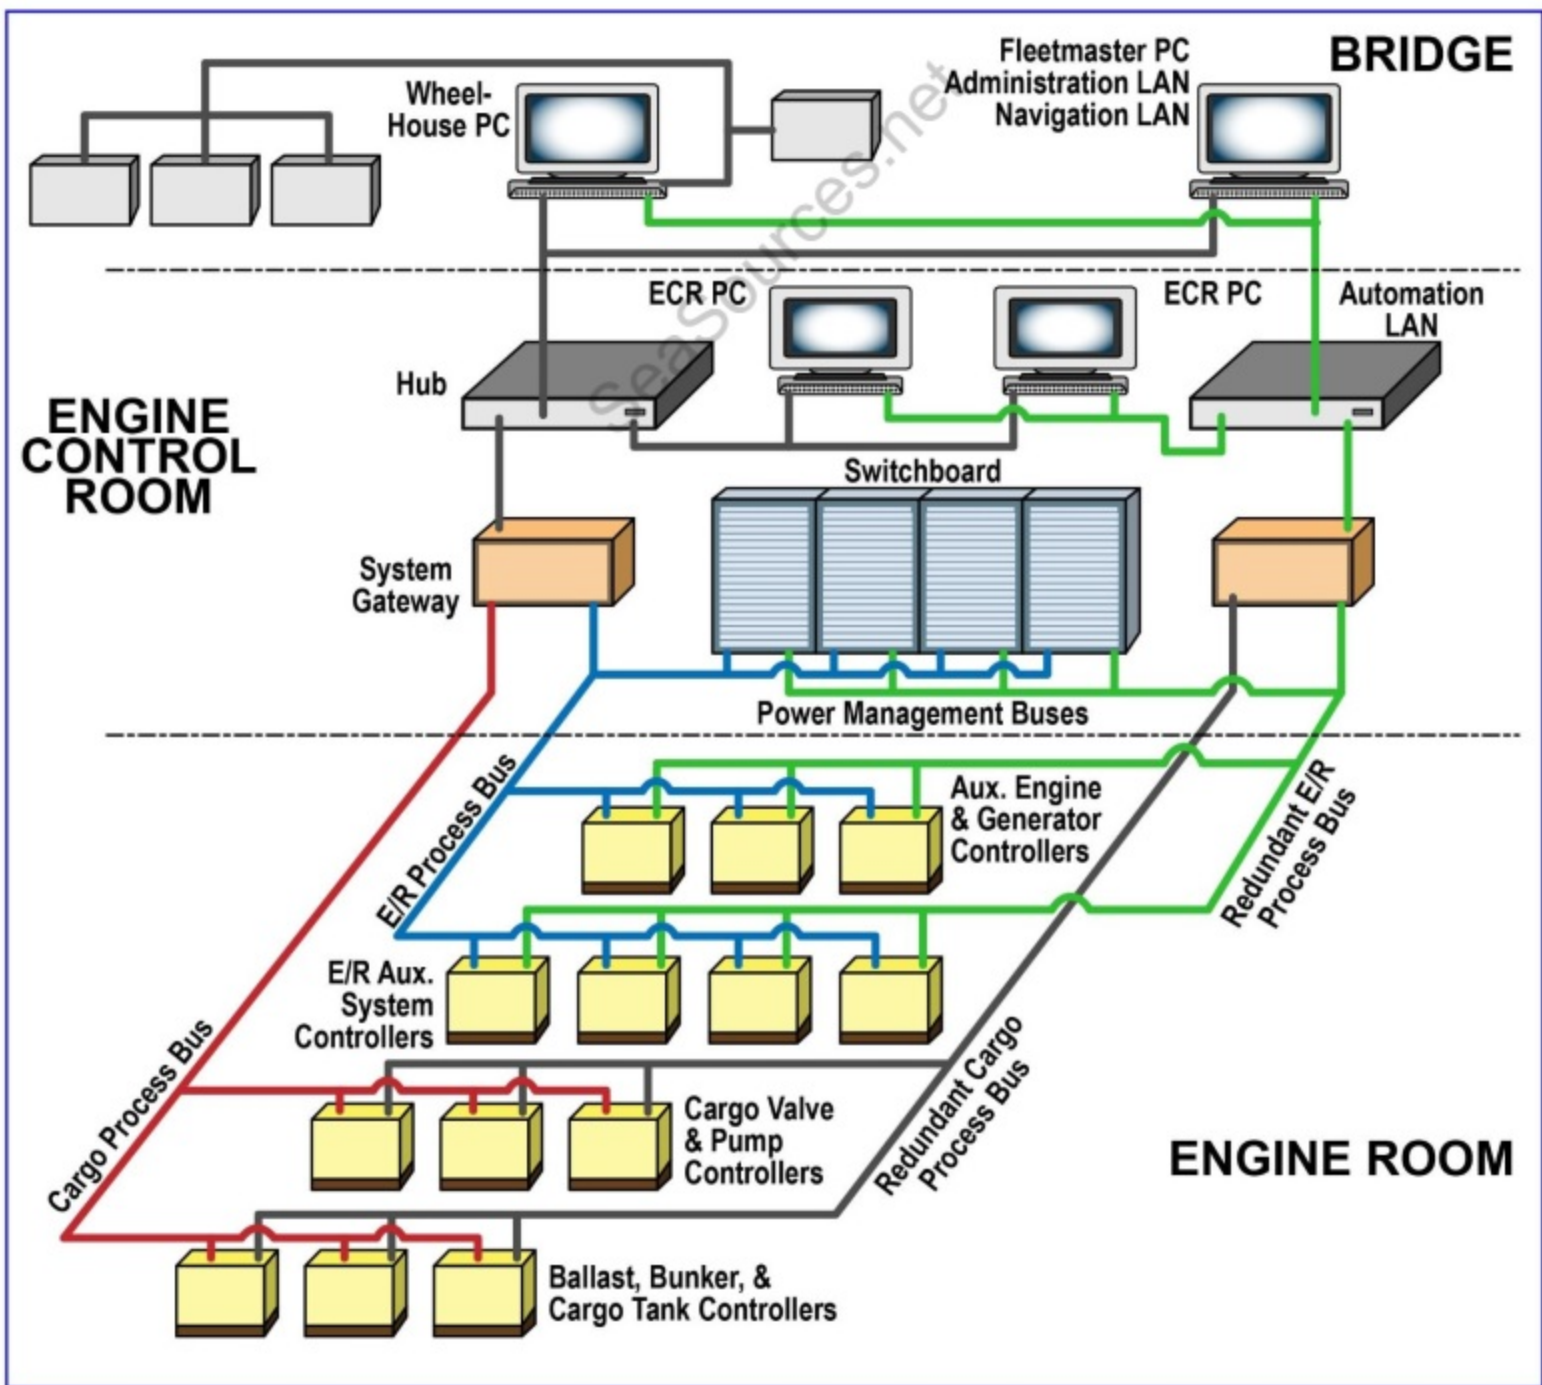 BRIDGE
Fleetmaster PC
Administration LAN
Navigation LAN
Wheel-
House PC
SeaSources.net
ECR PC
ECR PC
Automation
LAN
Hub
ENGINE
CONTROL
ROOM
Switchboard
System
Gateway
Power Management Buses
E/R Process Bus
Aux. Engine
& Generator
Controllers
Redundant E/R
Process Bus
E/R Aux.
System
Controllers
Cargo Process Bus
Redundant Cargo
Process Bus
Cargo Valve
& Pump
Controllers
ENGINE ROOM
Ballast, Bunker, &
Cargo Tank Controllers